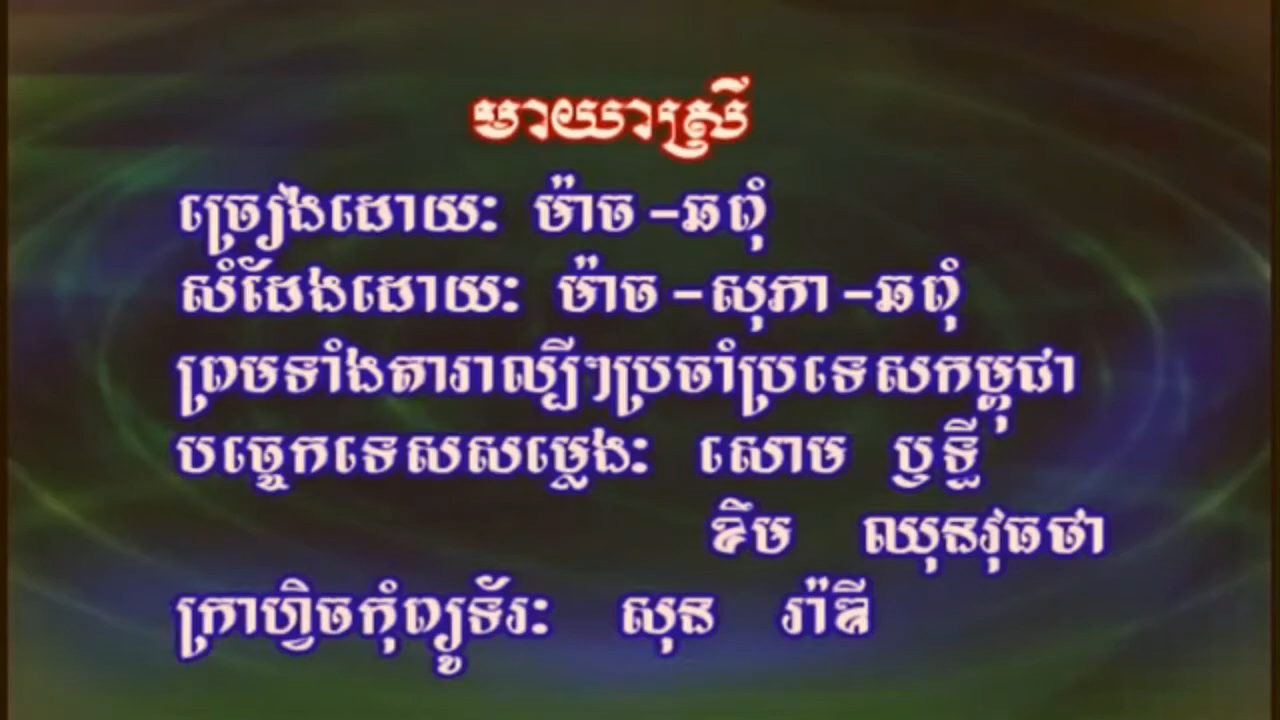 មាយាស្រី
ច្រៀងដោយ: ម៉ាច -ឆពុំ
សំដែងដោយ: ម៉ាច -សុភា -ឆពុំ
ព្រមទាំងតារាល្បីៗប្រចាំប្រទេសកម្ពុជា
បច្ចេកទេសសម្លេង: សោម ឫទ្ធី
ឌឹម ឈុនវុធថា
ក្រាហ្វិចកុំព្យូទ័រ: សុន រ៉ាឌី